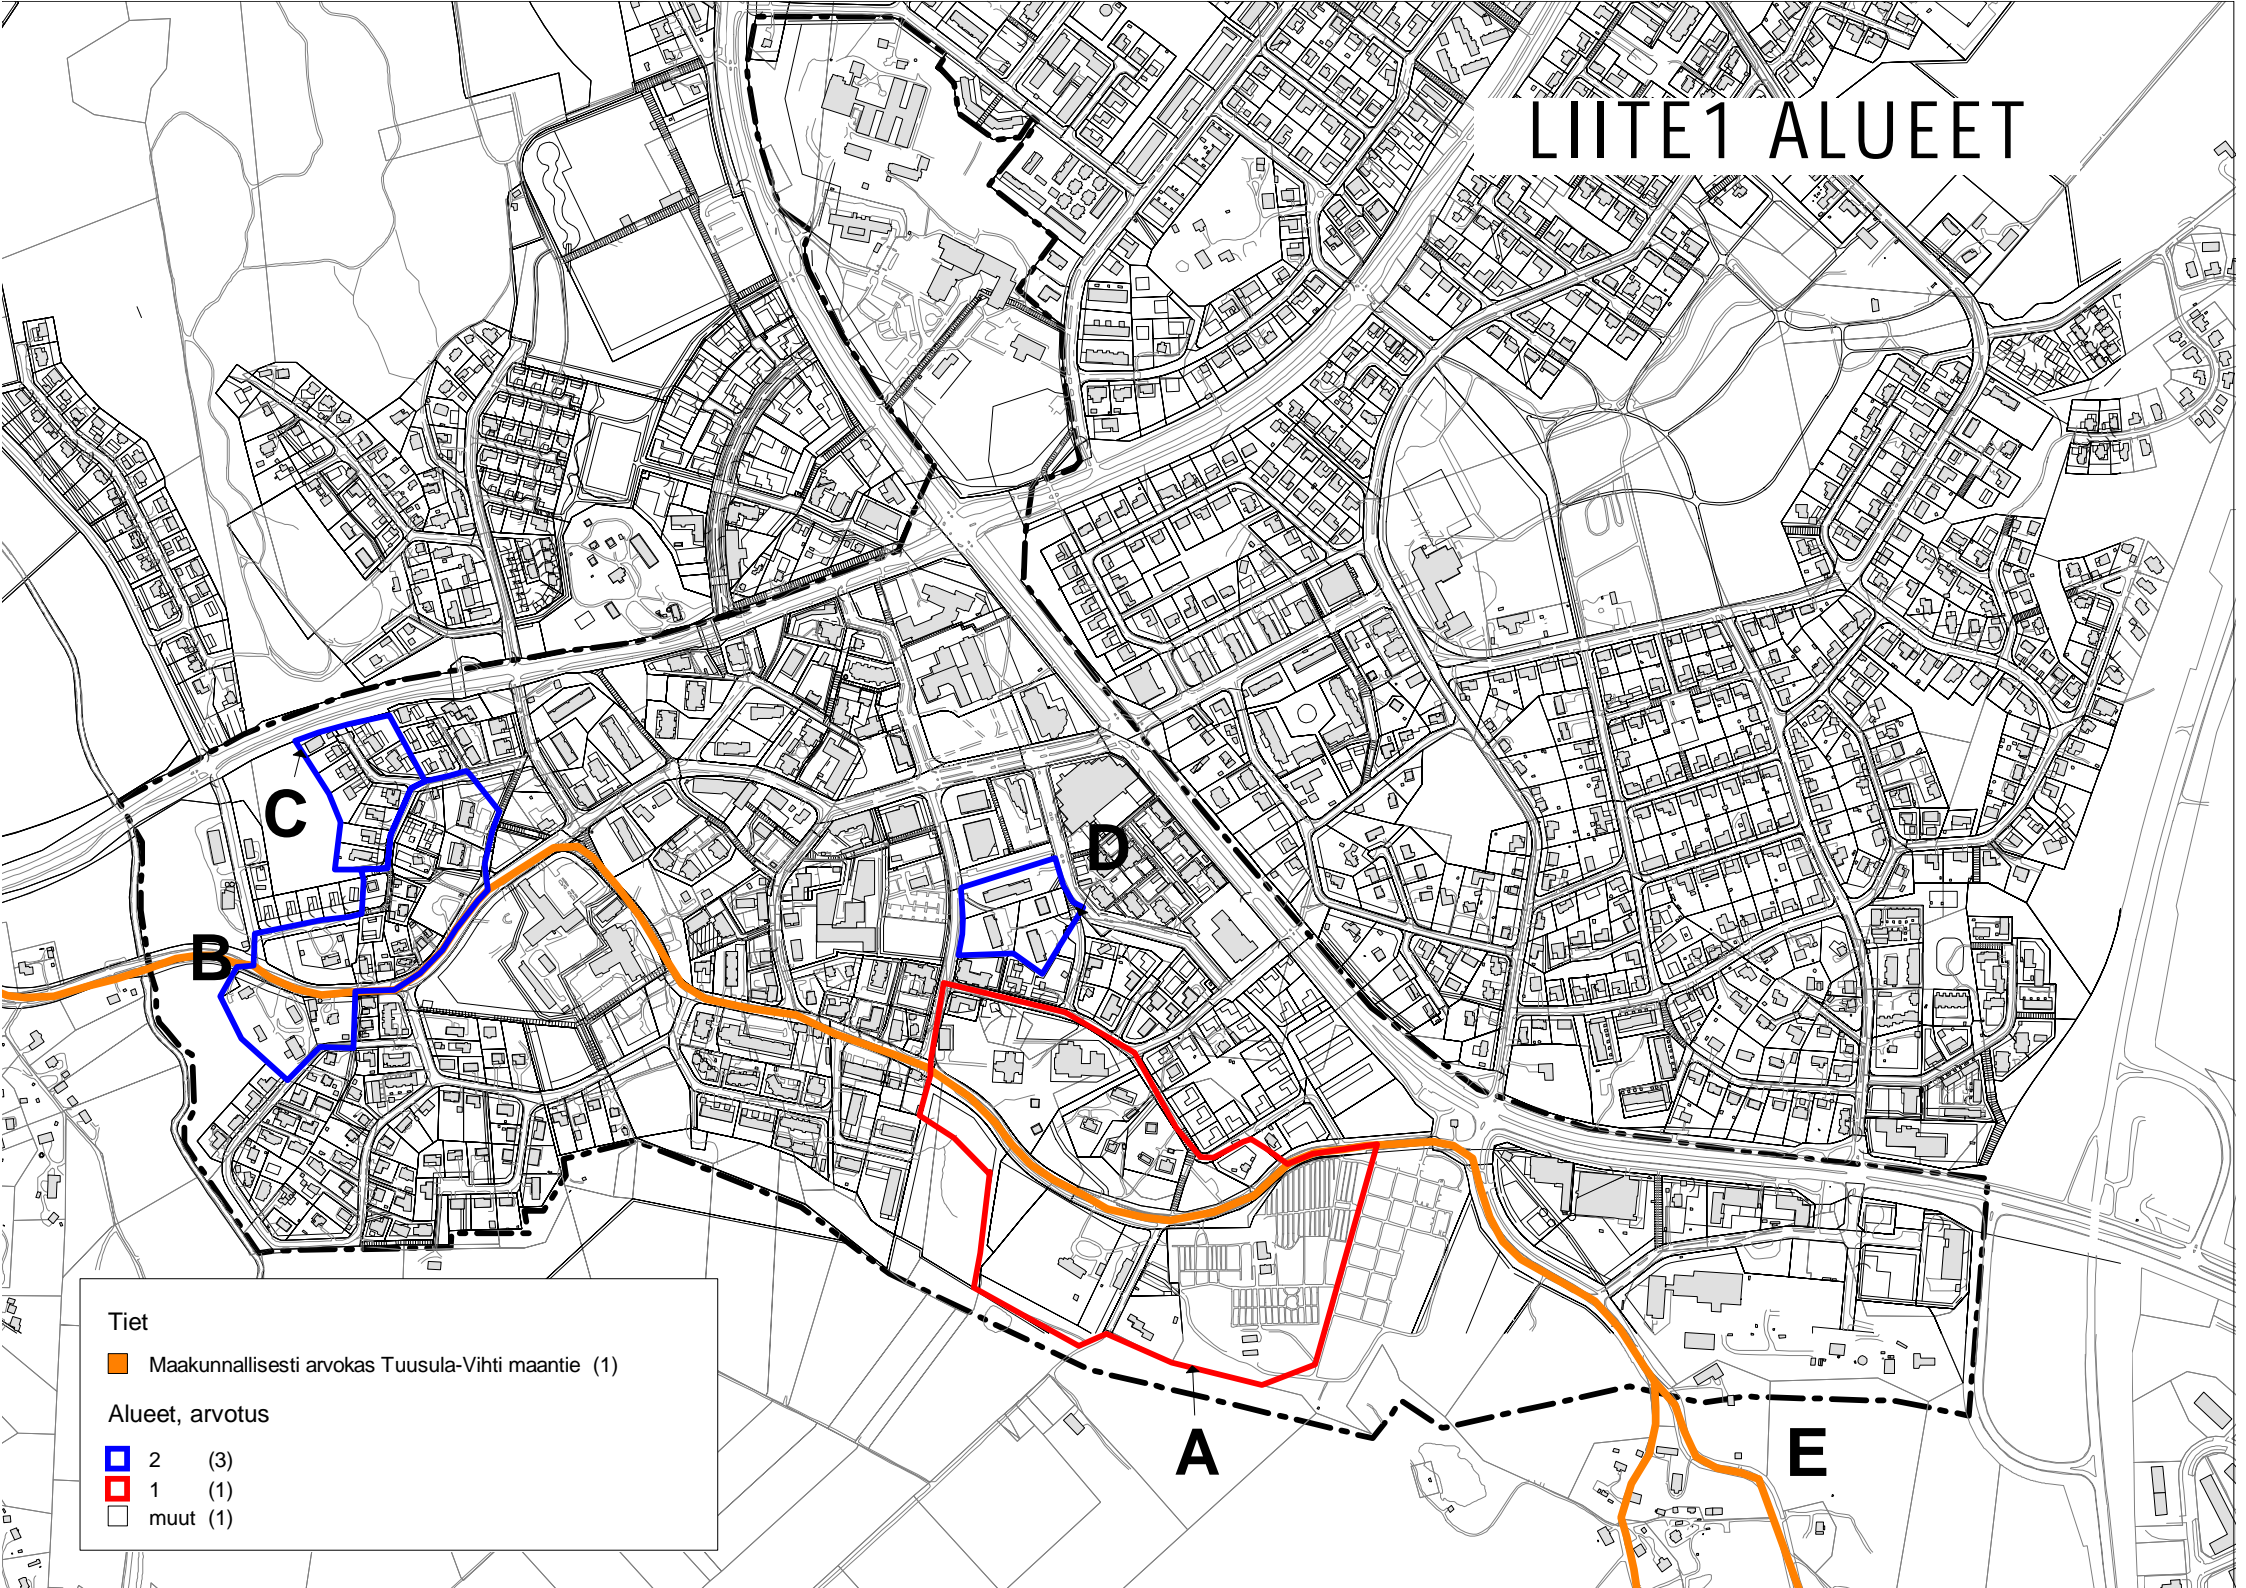 LIITE1 ALUEET
C
D
B
A
E
Tiet
Maakunnallisesti arvokas Tuusula-Vihti maantie (1)
Alueet, arvotus
2 (3)
1 (1)
muut (1)